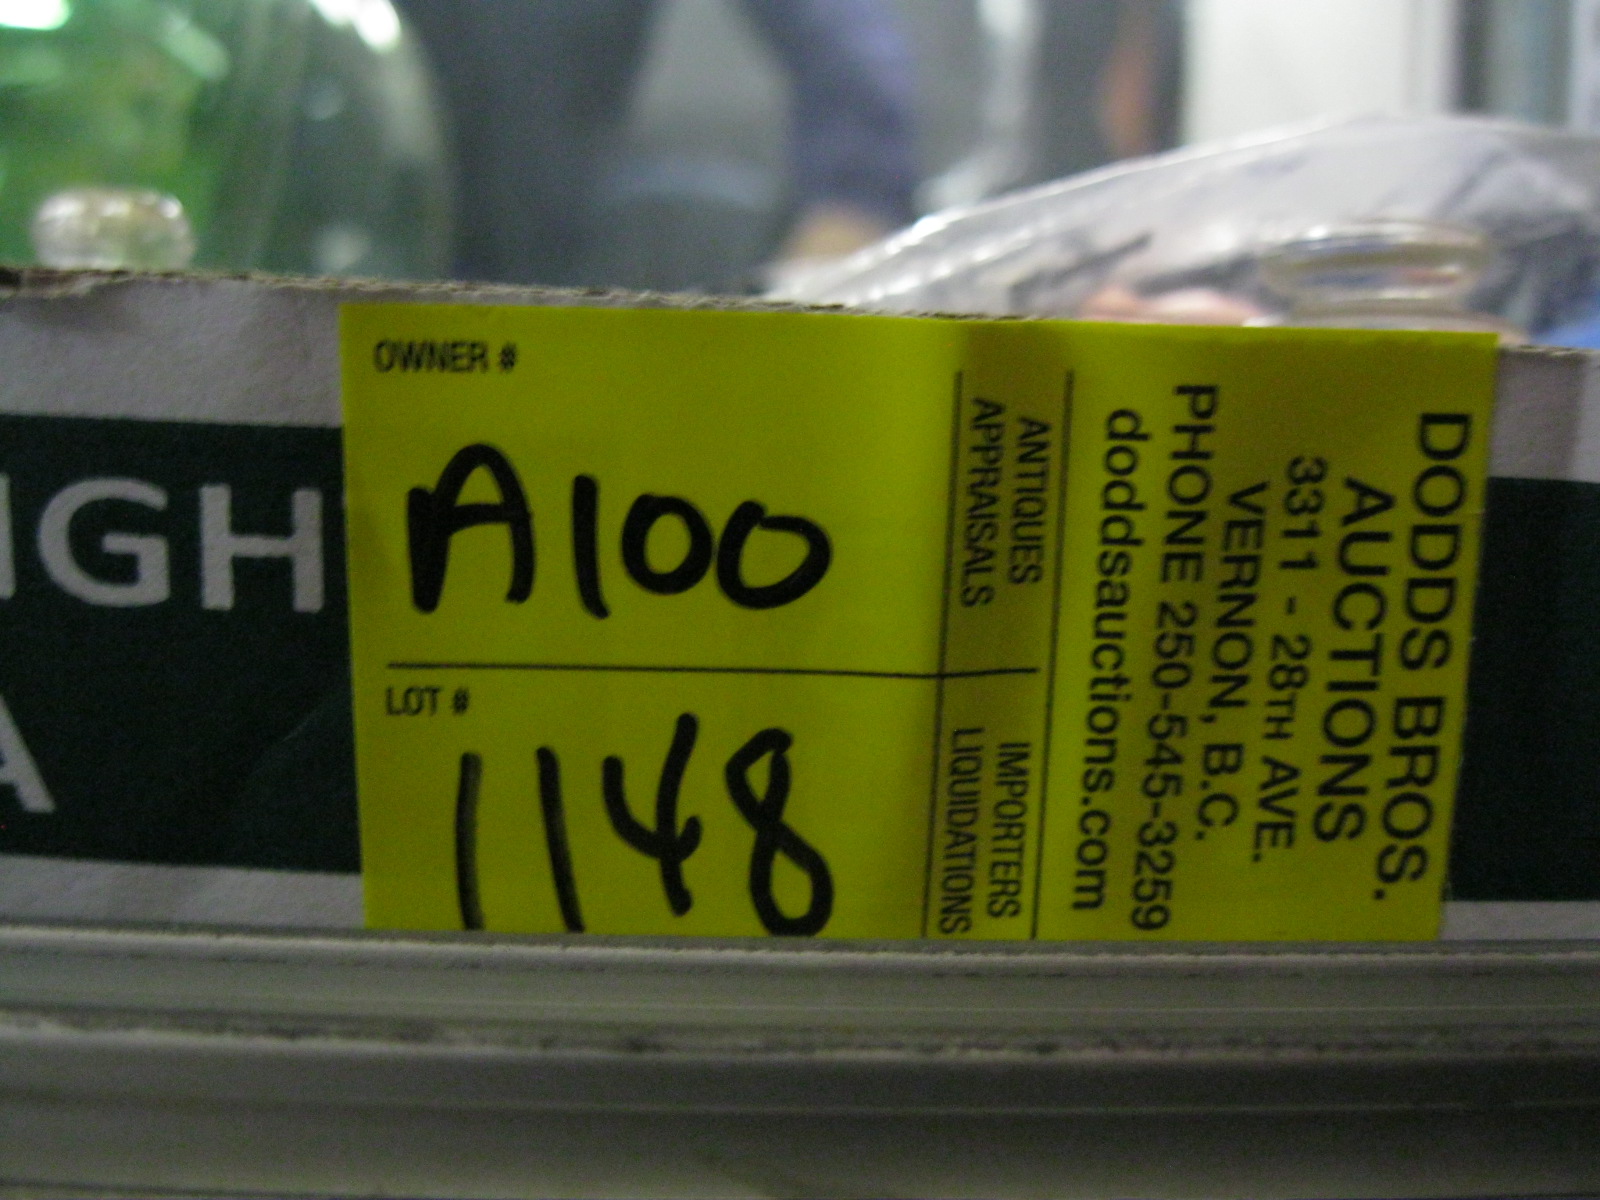 OWNER #
A100
LOT #
1148
ANTIQUES
APPRAISALS
IMPORTERS
LIQUIDATIONS
DODDS BROS.
AUCTIONS
3311 - 28TH AVE.
VERNON, B.C.
PHONE 250-545-3259
doddsauctions.com